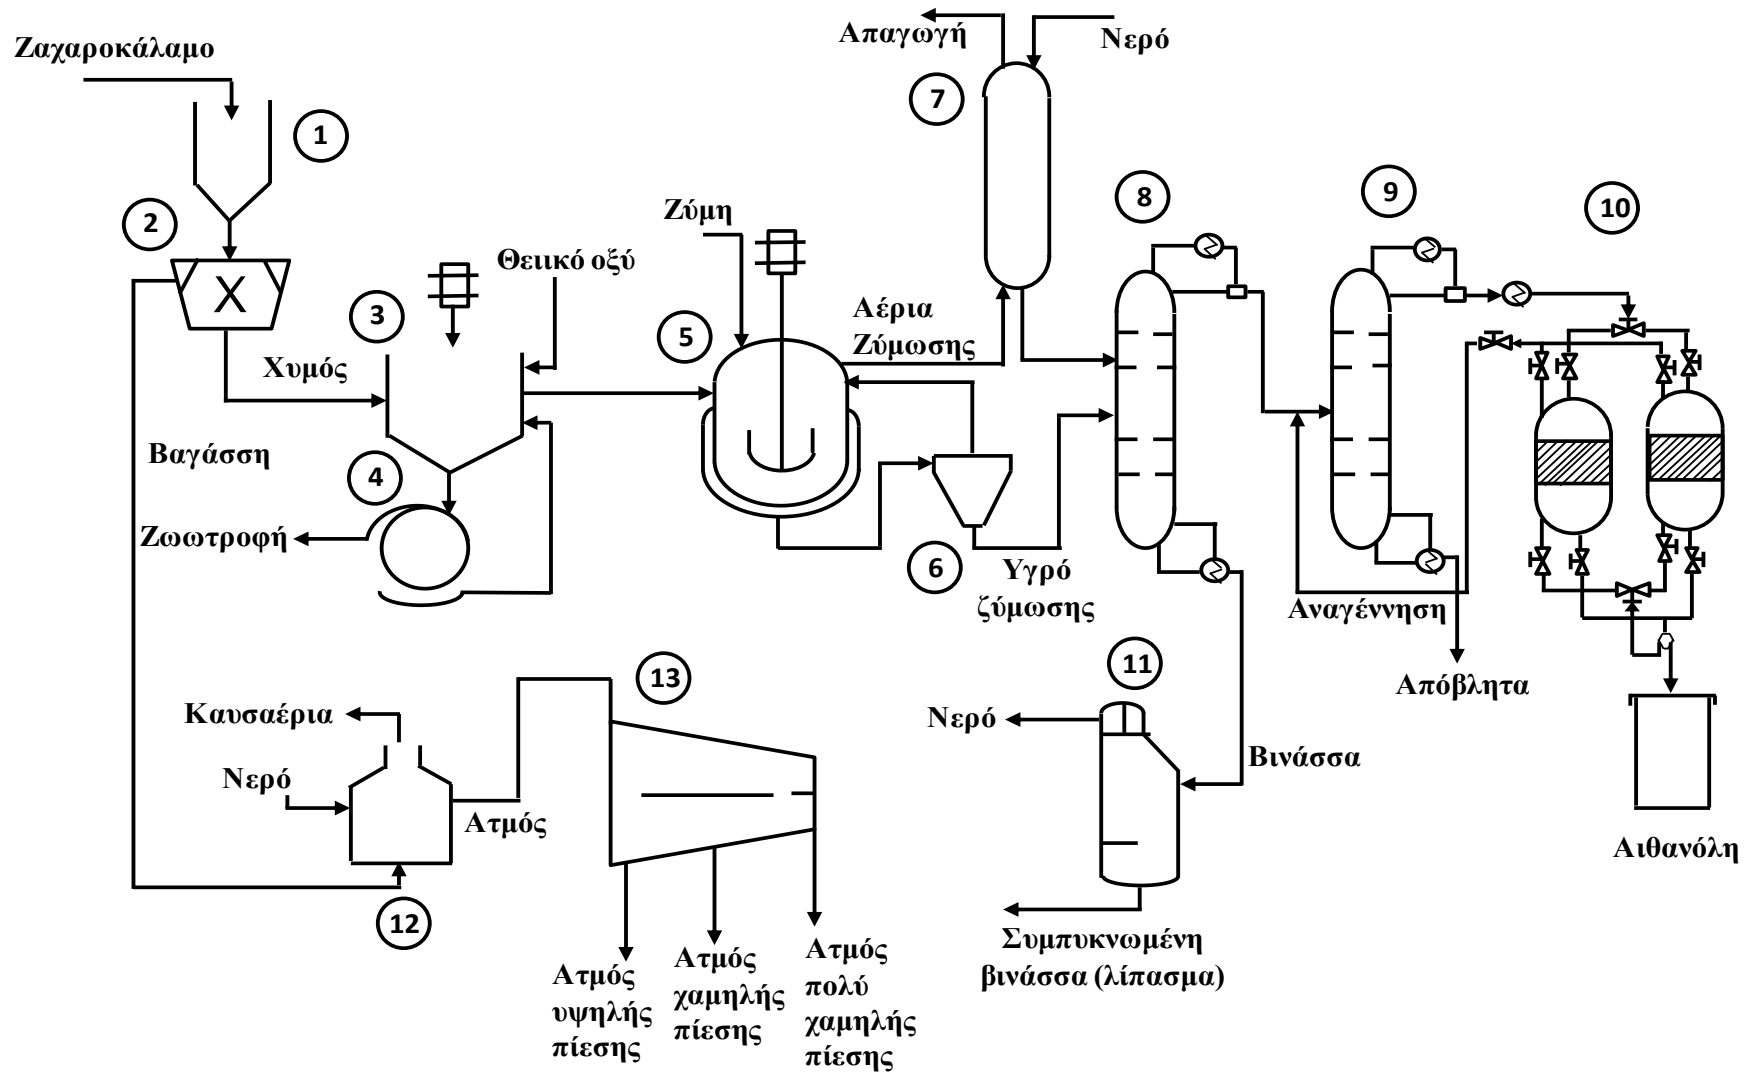 Ζαχαροκάλαμο
1
2
X
Χυμός
Βαγάσση
3
Θειικό οξύ
4
Ζωωτροφή
Ζύμη
5
Αέρια
Ζύμωσης
6
Υγρό
ζύμωσης
Απαγωγή
Νερό
7
8
9
10
Αναγέννηση
Απόβλητα
Αιθανόλη
11
Νερό
Βινάσσα
Συμπυκνωμένη
βινάσσα (λίπασμα)
Καυσαέρια
Νερό
Ατμός
12
13
Ατμός
υψηλής
πίεσης
Ατμός
χαμηλής
πίεσης
Ατμός
πολύ
χαμηλής
πίεσης